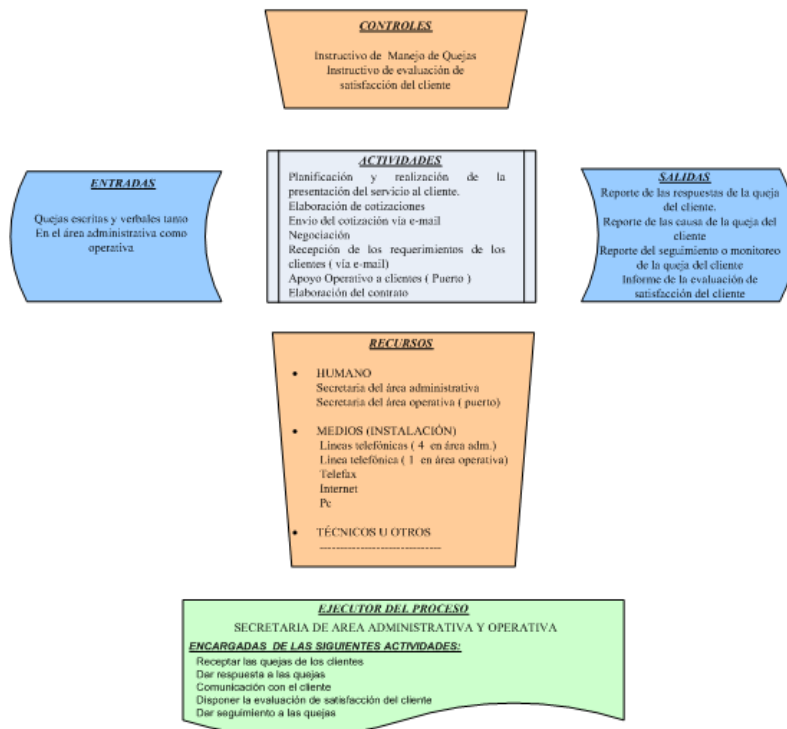 CONTROLES
Instructivo de Manejo de Quejas
Instructivo de evaluación de
satisfacción del cliente
ENTRADAS
Quejas escritas y verbales tanto
En el área administrativa como
operativa
ACTIVIDADES
Planificación y realización de la
presentación del servicio al cliente.
Elaboración de cotizaciones
Envio del cotización vía e-mail
Negociación
Recepción de los requerimientos de los
clientes ( vía e-mail)
Apoyo Operativo a clientes ( Puerto )
Elaboración del contrato
SALIDAS
Reporte de las respuestas de la queja
del cliente.
Reporte de las causa de la queja del
cliente
Reporte del seguimiento o monitoreo
de la queja del cliente
Informe de la evaluación de
satisfacción del cliente
RECURSOS
• HUMANO
Secretaria del área administrativa
Secretaria del área operativa ( puerto)
• MEDIOS (INSTALACIÓN)
Lineas telefónicas ( 4 en área adm.)
Linea telefónica ( 1 en área operativa)
Telefax
Internet
Pc
• TÉCNICOS U OTROS
------------------------------
EJECUTOR DEL PROCESO
SECRETARIA DE AREA ADMINISTRATIVA Y OPERATIVA
ENCARGADAS DE LAS SIGUIENTES ACTIVIDADES:
Receptar las quejas de los clientes
Dar respuesta a las quejas
Comunicación con el cliente
Disponer la evaluación de satisfacción del cliente
Dar seguimiento a las quejas